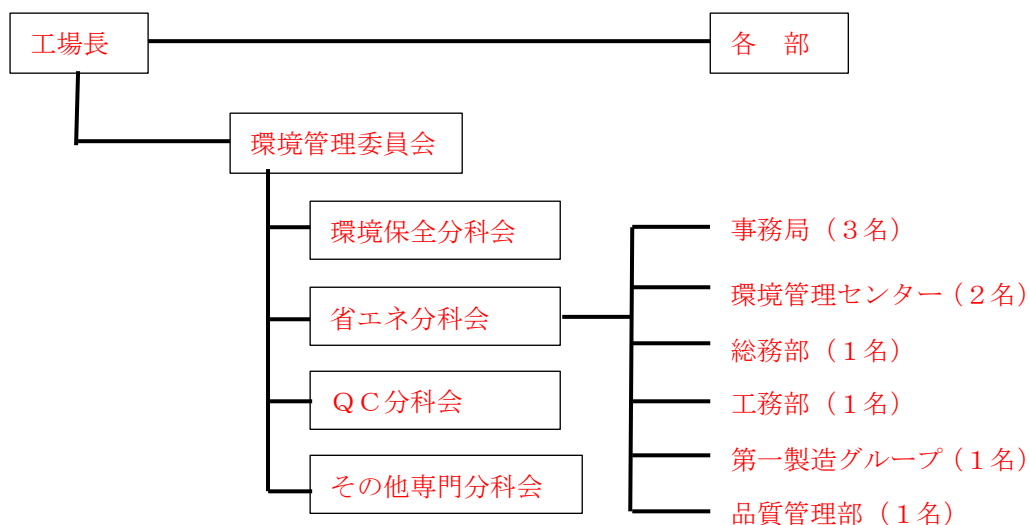 工場長
各　部
環境管理委員会
環境保全分科会
省エネ分科会
ＱＣ分科会
その他専門分科会
事務局（３名）
環境管理センター（２名）
総務部（１名）
工務部（１名）
第一製造グループ（１名）
品質管理部（１名）